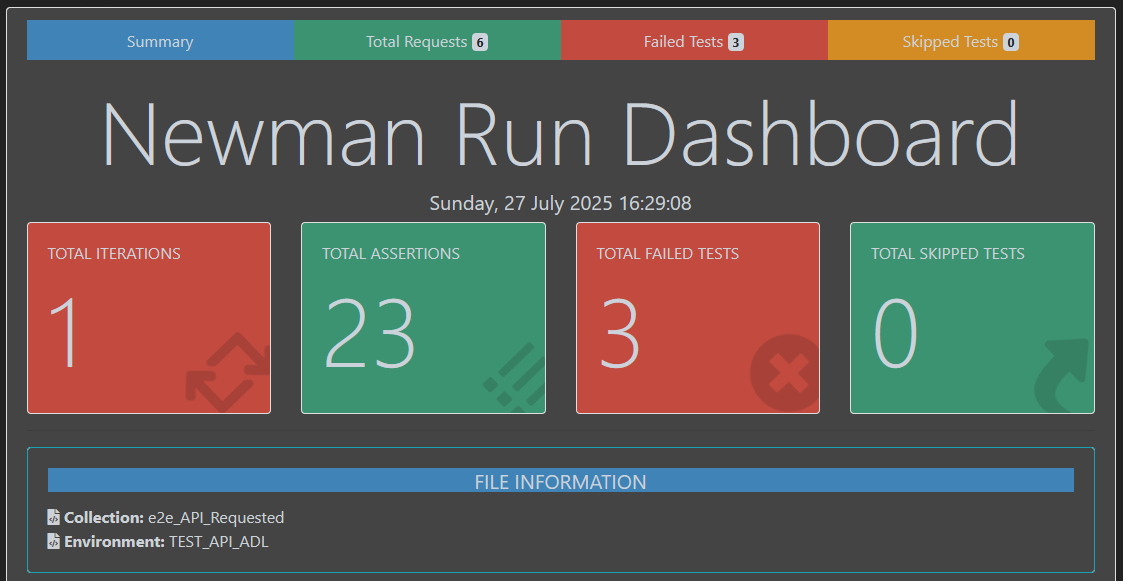 Summary Total Requests 6 Failed Tests 3 Skipped Tests 0
Newman Run Dashboard
Sunday, 27 July 2025 16:29:08
TOTAL ITERATIONS TOTAL ASSERTIONS TOTAL FAILED TESTS TOTAL SKIPPED TESTS
1 23 3 0
FILE INFORMATION
Collection: e2e_API_Requested
Environment: TEST_API_ADL